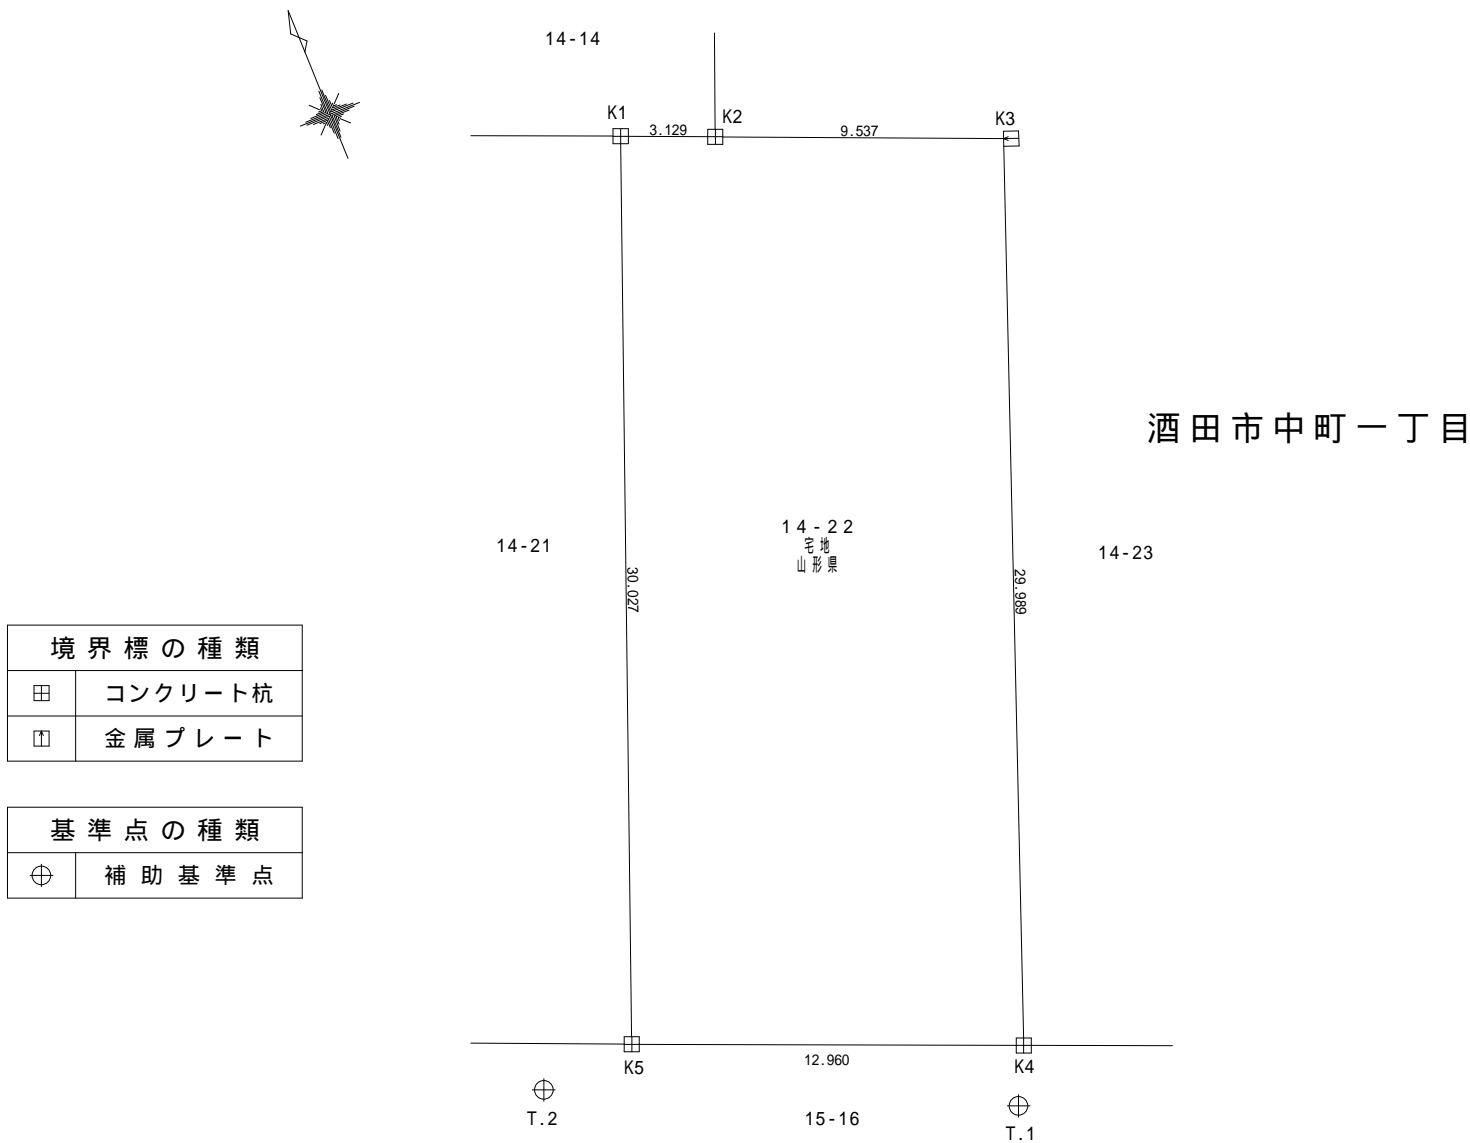 14-14
K1
K2
K3
3.129
9.537
酒田市中町一丁目
14-22
宅地
山形県
14-21
14-23
30.027
29.989
境界標の種類
コンクリート杭
金属プレート
基準点の種類
補助基準点
K5
12.960
K4
T.2
15-16
T.1